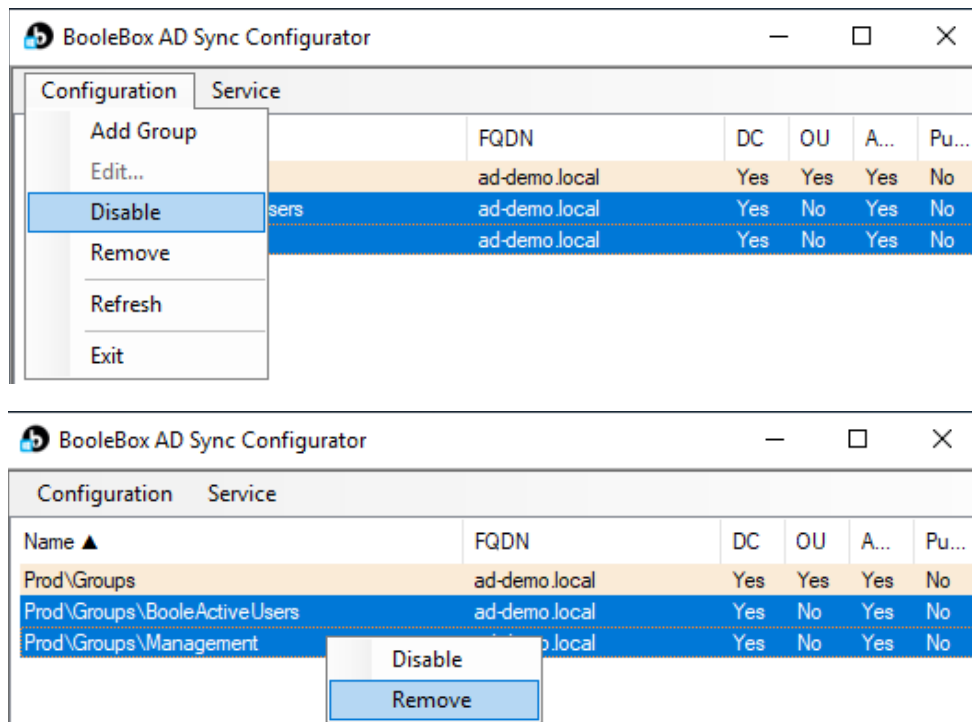 BooleBox AD Sync Configurator
Configuration Service
Add Group FQDN DC OU A... Pu...
Edit... ad-demo.local Yes Yes Yes No
Disable sers ad-demo.local Yes No Yes No
Remove ad-demo.local Yes No Yes No
Refresh
Exit
BooleBox AD Sync Configurator
Configuration Service
Name ▲ FQDN DC OU A... Pu...
Prod\Groups ad-demo.local Yes Yes Yes No
Prod\Groups\BooleActiveUsers ad-demo.local Yes No Yes No
Prod\Groups\Management o.local Yes No Yes No
Disable
Remove